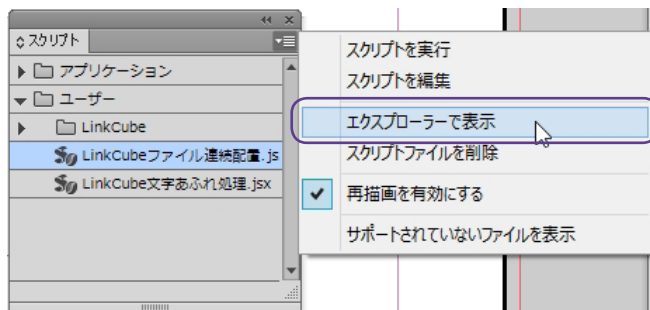 スクリプト
アプリケーション
ユーザー
LinkCube
LinkCubeファイル連続配置.js
LinkCube文字あふれ処理.jsx
スクリプトを実行
スクリプトを編集
エクスプローラーで表示
スクリプトファイルを削除
再描画を有効にする
サポートされていないファイルを表示